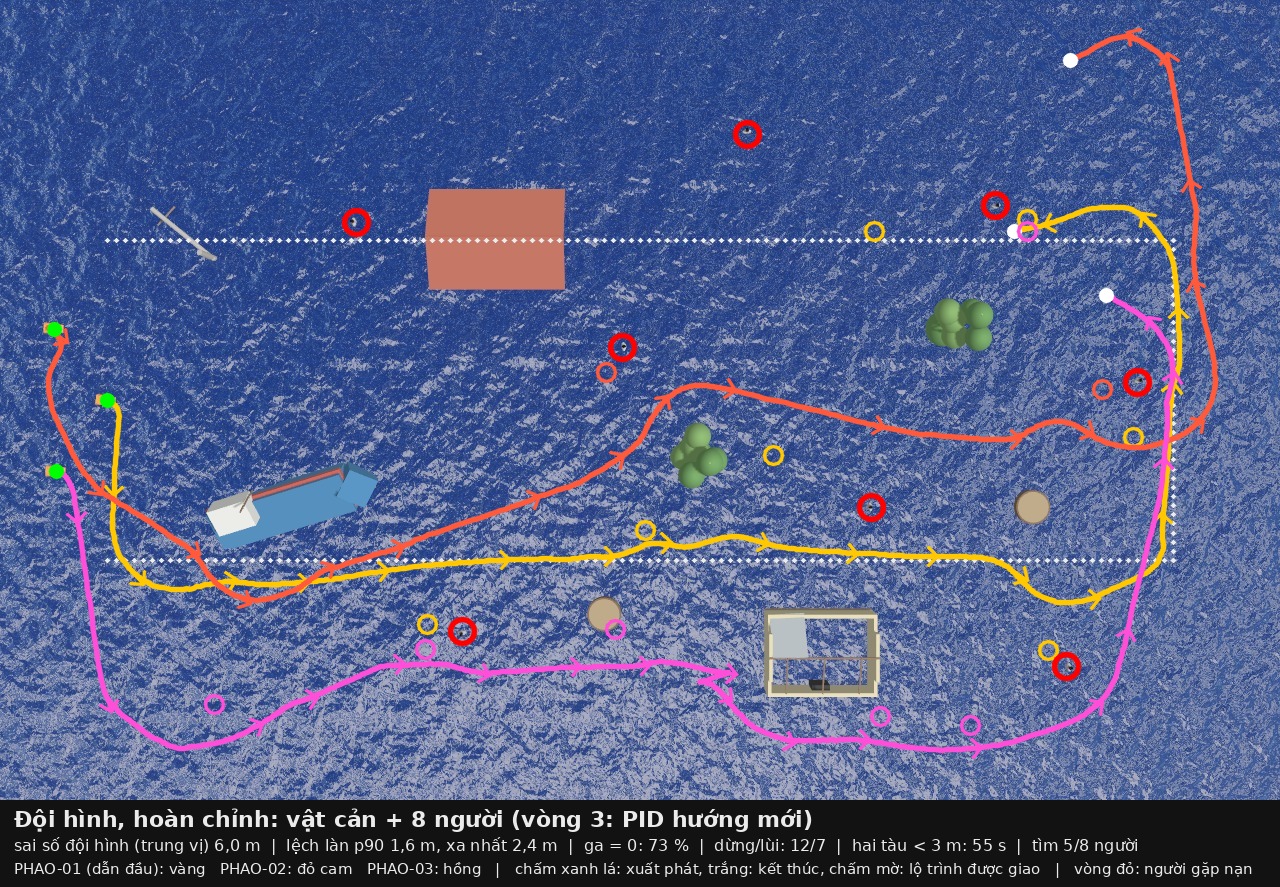 Đội hình, hoàn chỉnh: vật cản + 8 người (vòng 3: PID hướng mới)
sai số đội hình (trung vị) 6,0 m | lệch làn p90 1,6 m, xa nhất 2,4 m | ga = 0: 73 % | dừng/lùi: 12/7 | hai tàu < 3 m: 55 s | tìm 5/8 người
PHAO-01 (dẫn đầu): vàng PHAO-02: đỏ cam PHAO-03: hồng | chấm xanh lá: xuất phát, trắng: kết thúc, chấm mờ: lộ trình được giao | vòng đỏ: người gặp nạn